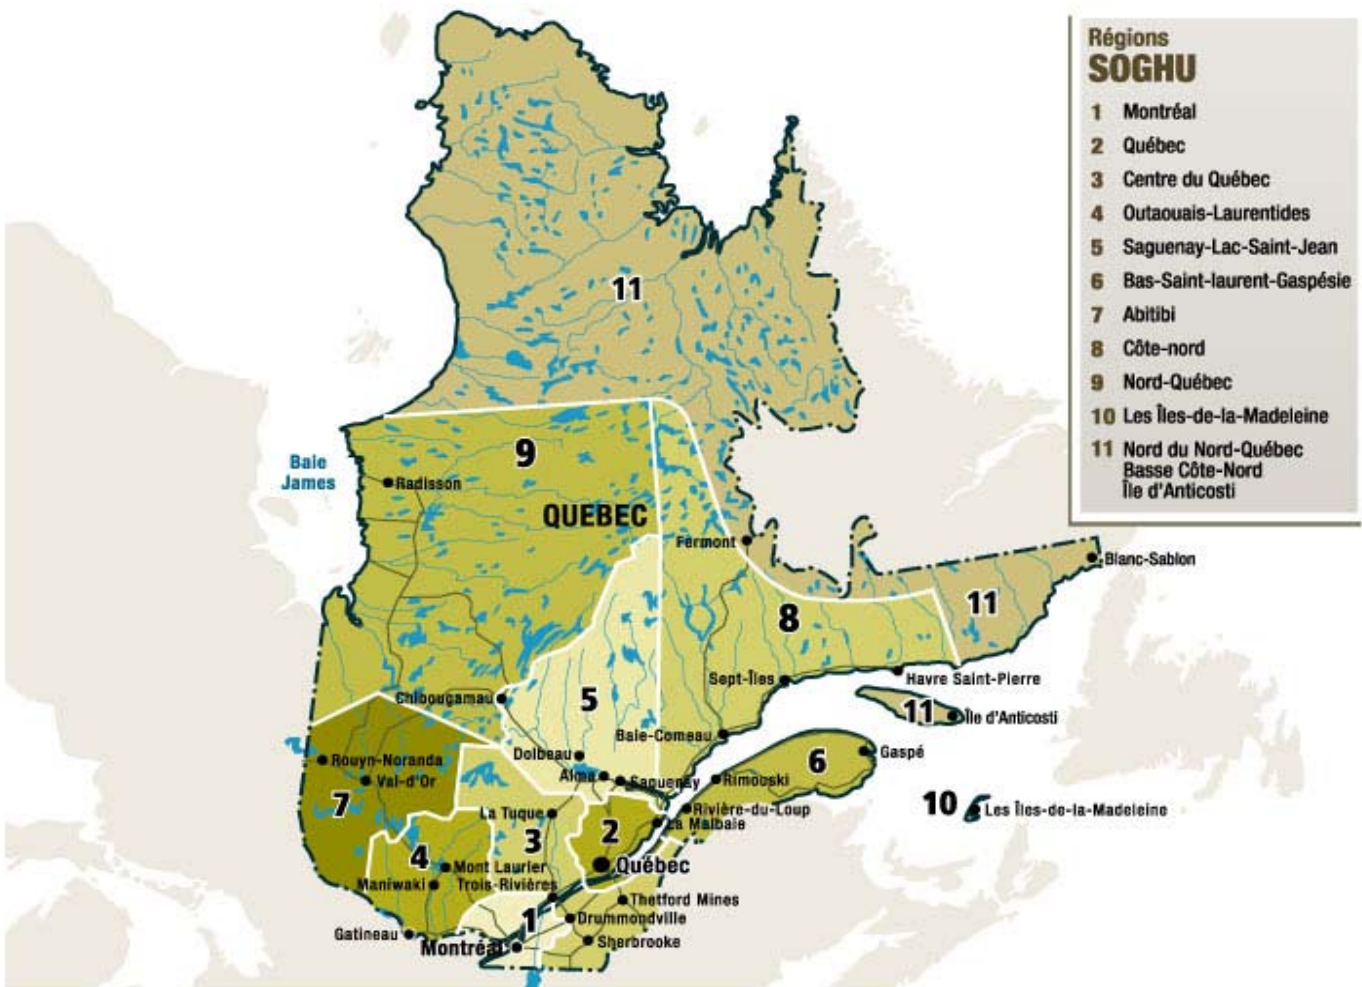 Régions
SOGHU
1 Montréal
2 Québec
3 Centre du Québec
4 Outaouais-Laurentides
5 Saguenay-Lac-Saint-Jean
6 Bas-Saint-laurent-Gaspésie
7 Abitibi
8 Côte-nord
9 Nord-Québec
10 Les Îles-de-la-Madeleine
11 Nord du Nord-Québec
Basse Côte-Nord
Île d'Anticosti
11
9
Baie
James
Radisson
QUEBEC
Fermont
Blanc-Sablon
11
8
Sept-Îles
Havre Saint-Pierre
Chibougamau
5
11
Île d'Anticosti
Baie-Comeau
Dolbeau
Gaspé
6
Rouyn-Noranda
Val-d'Or
Alma
Saguenay
Rimouski
7
La Tuque
Rivière-du-Loup
10
Les Îles-de-la-Madeleine
La Malbaie
2
3
4
Mont Laurier
Québec
Maniwaki
Trois-Rivières
Thetford Mines
1
Drummondville
Gatineau
Montréal
Sherbrooke